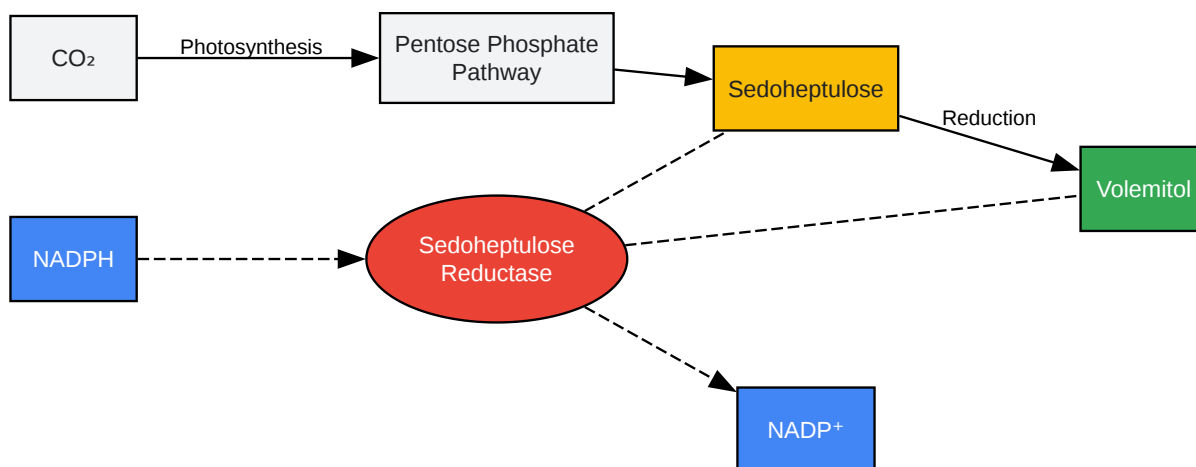 CO₂
Photosynthesis
Pentose Phosphate
Pathway
Sedoheptulose
Reduction
Volemitol
NADPH
Sedoheptulose
Reductase
NADP⁺